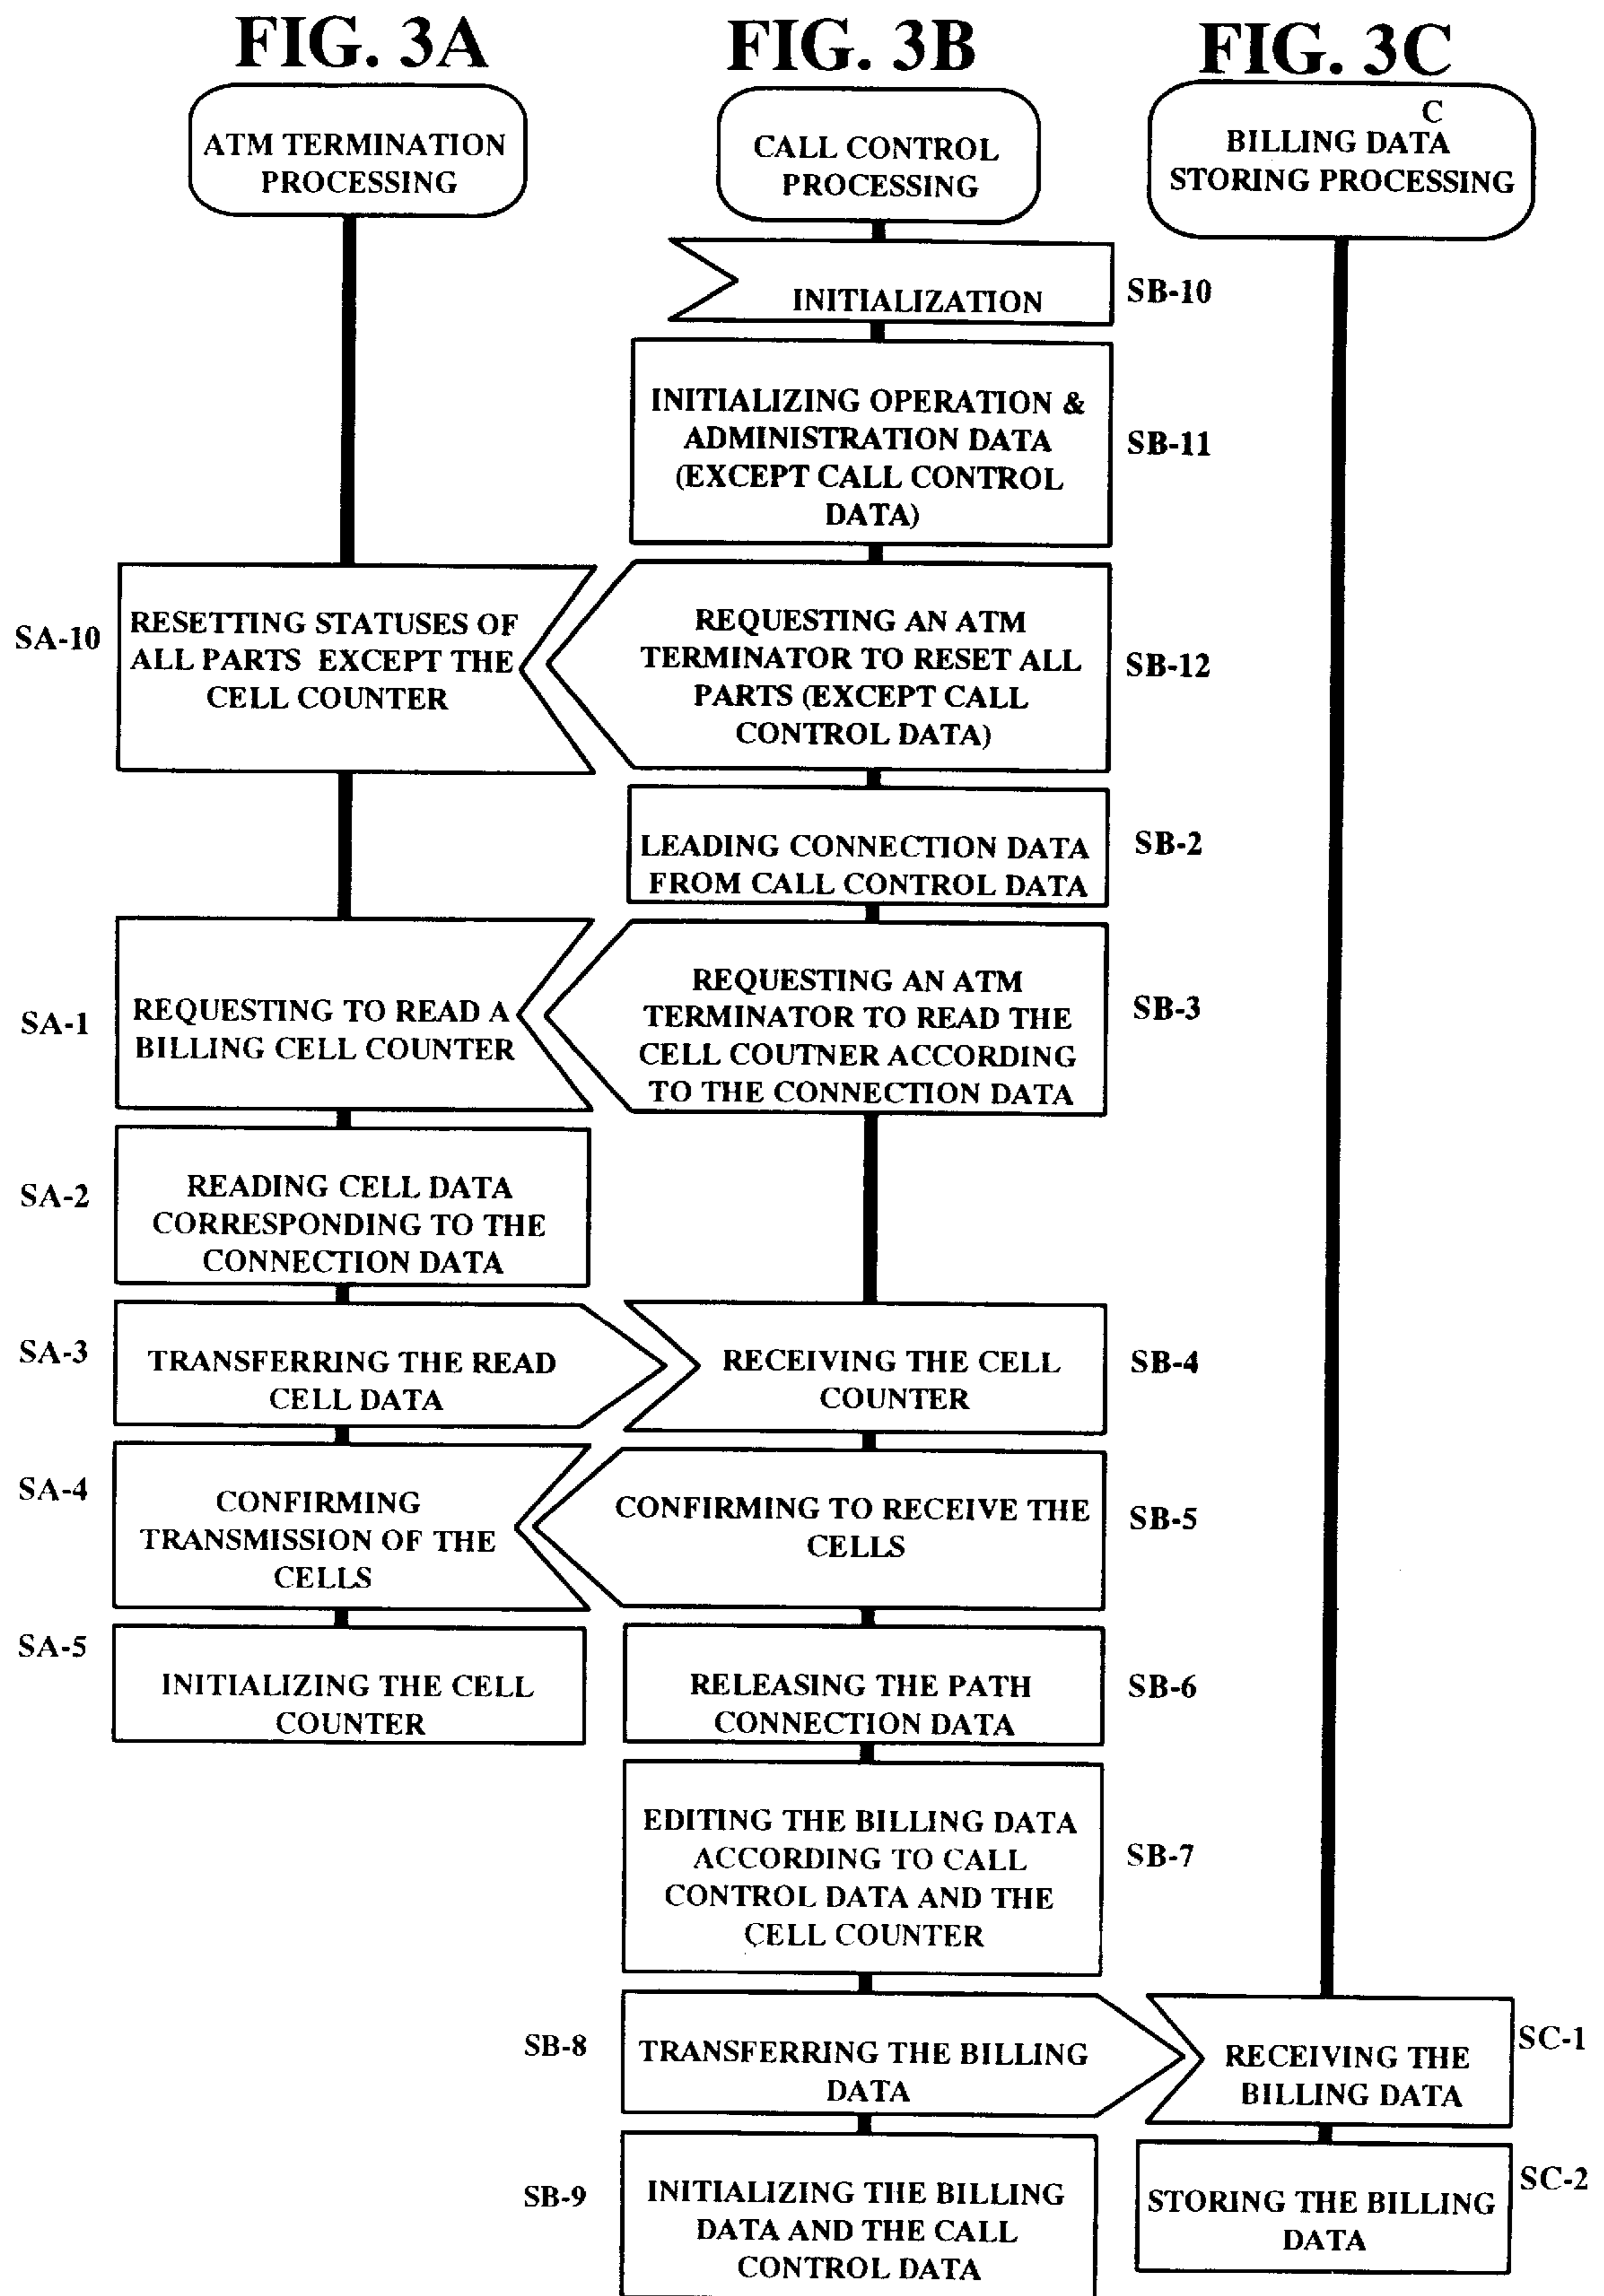 FIG. 3A
FIG. 3B
FIG. 3C
ATM TERMINATION
PROCESSING
CALL CONTROL
PROCESSING
C
BILLING DATA
STORING PROCESSING
INITIALIZATION
SB-10
INITIALIZING OPERATION &
ADMINISTRATION DATA
(EXCEPT CALL CONTROL
DATA)
SB-11
SA-10
RESETTING STATUSES OF
ALL PARTS EXCEPT THE
CELL COUNTER
REQUESTING AN ATM
TERMINATOR TO RESET ALL
PARTS (EXCEPT CALL
CONTROL DATA)
SB-12
LEADING CONNECTION DATA
FROM CALL CONTROL DATA
SB-2
SA-1
REQUESTING TO READ A
BILLING CELL COUNTER
REQUESTING AN ATM
TERMINATOR TO READ THE
CELL COUTNER ACCORDING
TO THE CONNECTION DATA
SB-3
SA-2
READING CELL DATA
CORRESPONDING TO THE
CONNECTION DATA
SA-3
TRANSFERRING THE READ
CELL DATA
RECEIVING THE CELL
COUNTER
SB-4
SA-4
CONFIRMING
TRANSMISSION OF THE
CELLS
CONFIRMING TO RECEIVE THE
CELLS
SB-5
SA-5
INITIALIZING THE CELL
COUNTER
RELEASING THE PATH
CONNECTION DATA
SB-6
EDITING THE BILLING DATA
ACCORDING TO CALL
CONTROL DATA AND THE
CELL COUNTER
SB-7
SB-8
TRANSFERRING THE BILLING
DATA
RECEIVING THE
BILLING DATA
SC-1
SB-9
INITIALIZING THE BILLING
DATA AND THE CALL
CONTROL DATA
STORING THE BILLING
DATA
SC-2